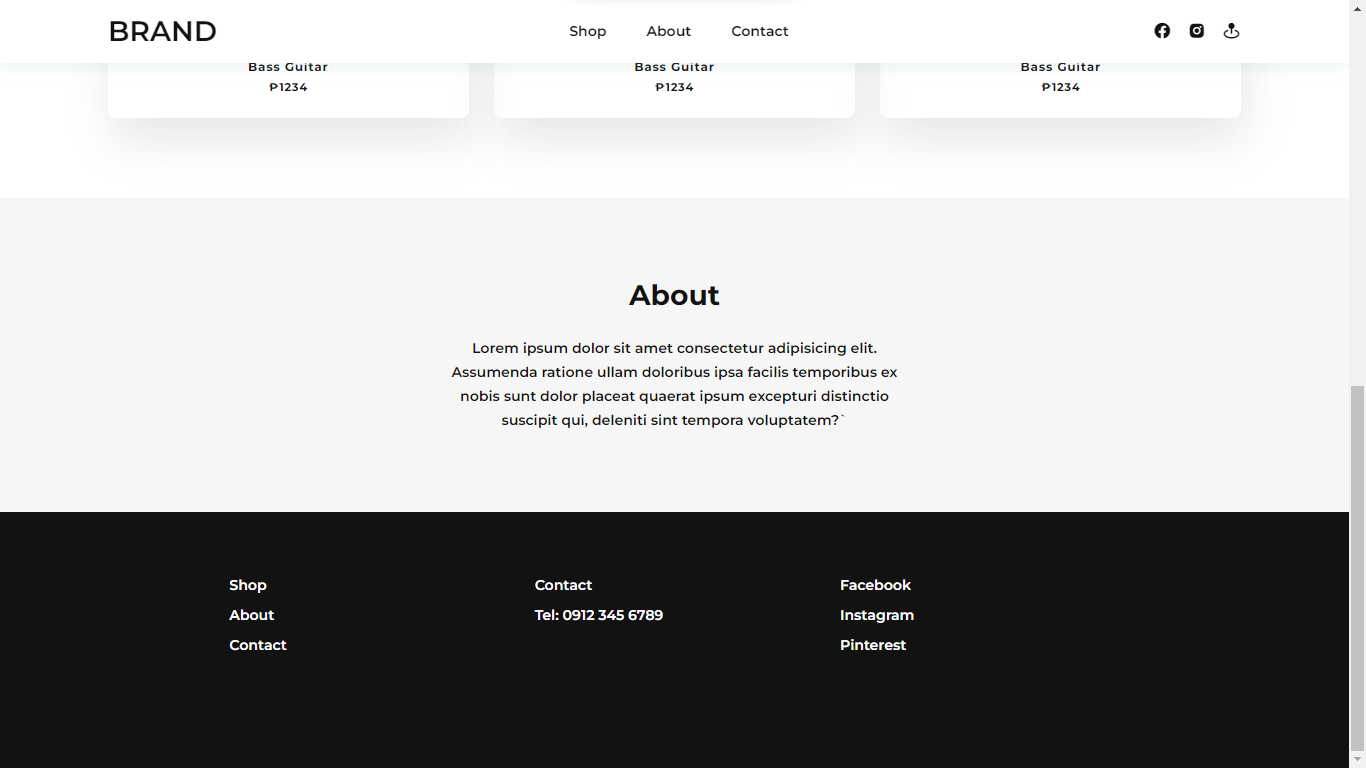 BRAND
Shop About Contact
Bass Guitar Bass Guitar Bass Guitar
₱1234 ₱1234 ₱1234
About
Lorem ipsum dolor sit amet consectetur adipisicing elit.
Assumenda ratione ullam doloribus ipsa facilis temporibus ex
nobis sunt dolor placeat quaerat ipsum excepturi distinctio
suscipit qui, deleniti sint tempora voluptatem?`
Shop
About
Contact
Contact
Tel: 0912 345 6789
Facebook
Instagram
Pinterest